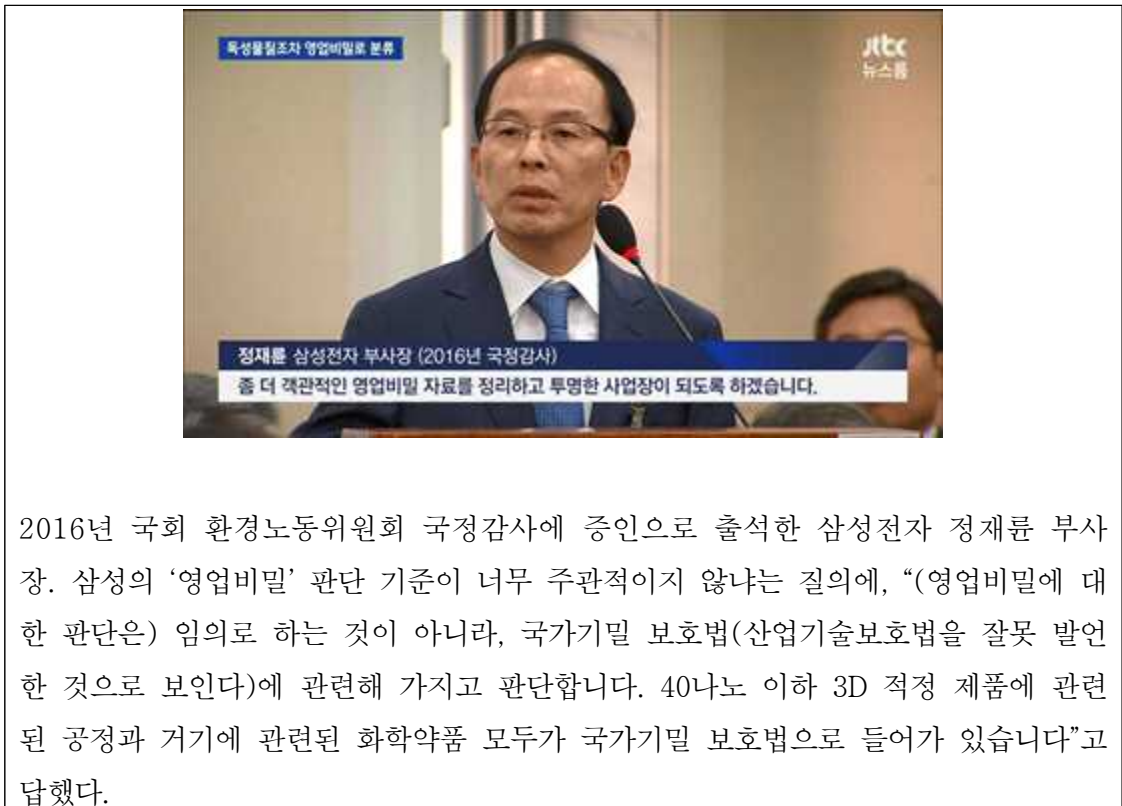 독성물질조차 영업비밀로 분류
jtbc
뉴스룸
정재륜 삼성전자 부사장 (2016년 국정감사)
좀 더 객관적인 영업비밀 자료를 정리하고 투명한 사업장이 되도록 하겠습니다.
2016년 국회 환경노동위원회 국정감사에 증인으로 출석한 삼성전자 정재륜 부사
장. 삼성의 ‘영업비밀’ 판단 기준이 너무 주관적이지 않냐는 질의에, “(영업비밀에 대
한 판단은) 임의로 하는 것이 아니라, 국가기밀 보호법(산업기술보호법을 잘못 발언
한 것으로 보인다)에 관련해 가지고 판단합니다. 40나노 이하 3D 적정 제품에 관련
된 공정과 거기에 관련된 화학약품 모두가 국가기밀 보호법으로 들어가 있습니다”고
답했다.